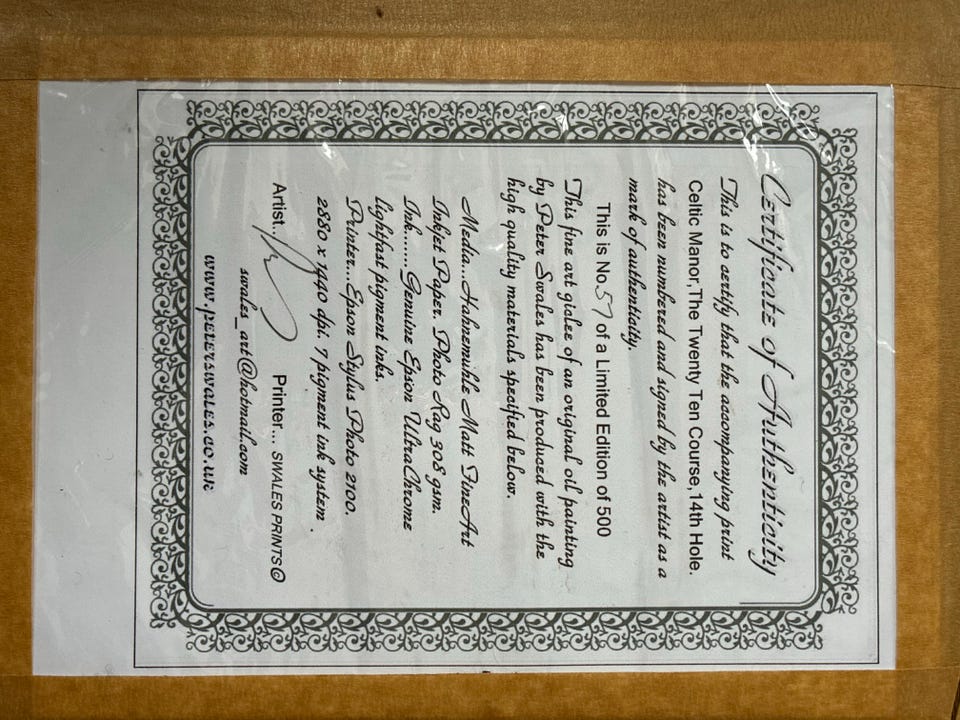 Certificate of Authenticity
This is to certify that the accompanying print
Celtic Manor,The Twenty Ten Course,14th Hole.
has been numbered and signed by the artist as a
mark of authenticity.
This is No.57 of a Limited Edition of 500
This fine art giclee of an original oil painting
by Peter Swales has been produced with the
high quality materials specified below.
Media...Hahnemuhle Matt FineArt
Inkjet Paper. Photo Rag 308 gsm.
Ink........Genuine Epson UltraChrome
lightfast pigment inks.
Printer...Epson Stylus Photo 2100.
2880 x 1440 dpi. 7 pigment ink system .
Artist... Printer... SWALES PRINTS©
swales_art@hotmail.com
www.peterswales.co.uk